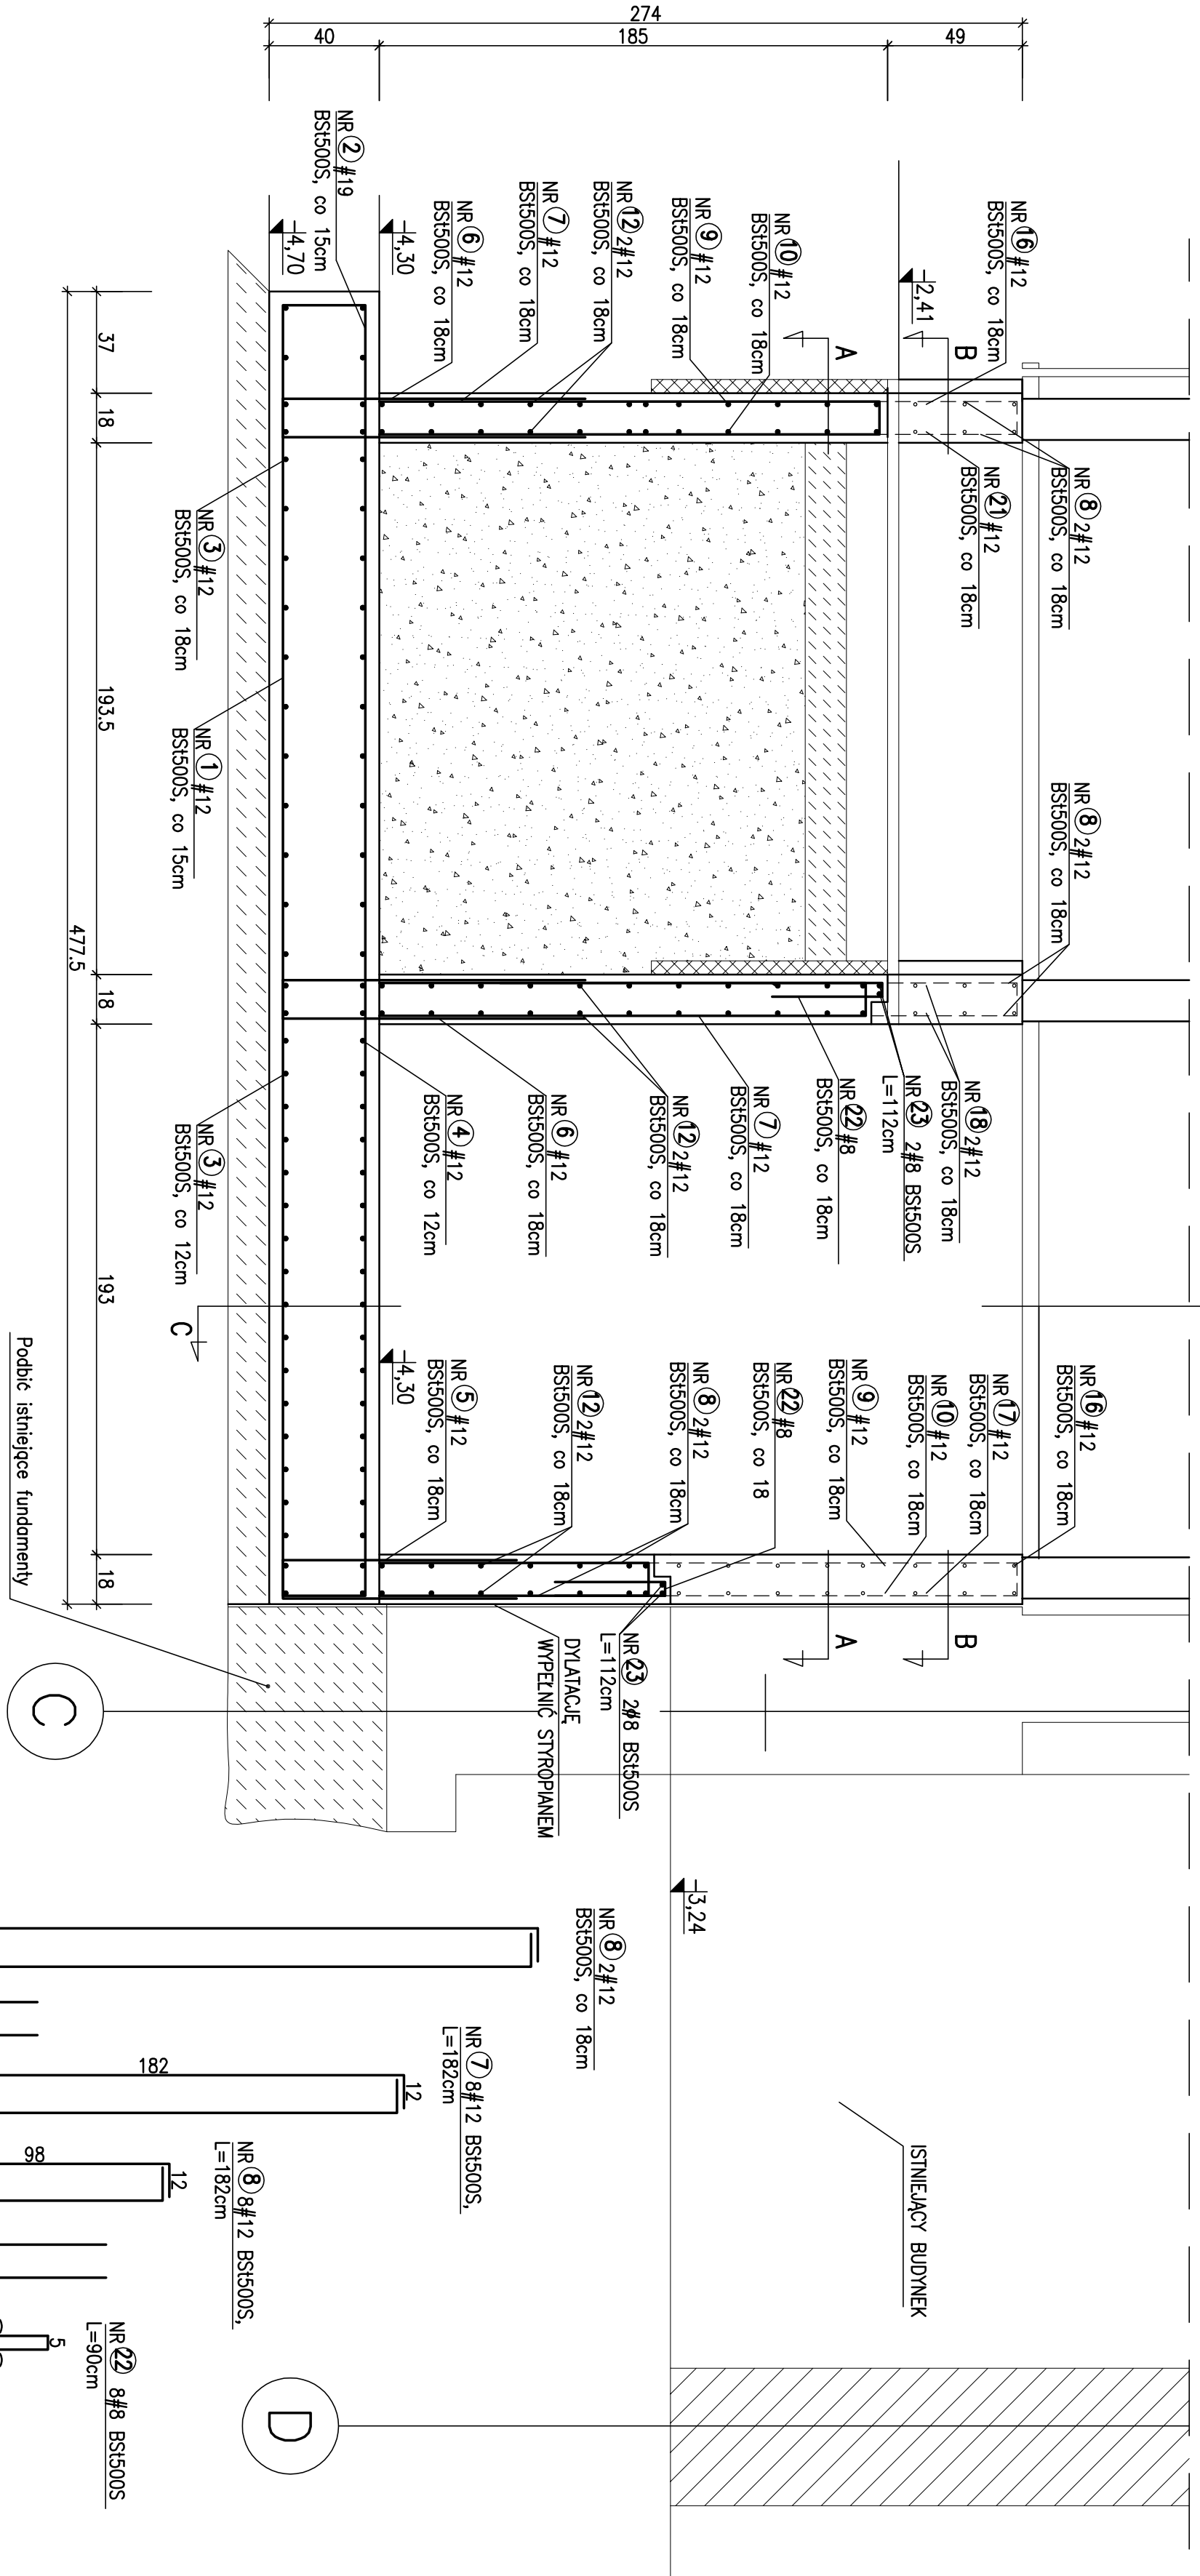 274
40
185
49
NR 2 #19
BSt500S, co 15cm
-4,70
-4,30
NR 6 #12
BSt500S, co 18cm
NR 7 #12
BSt500S, co 18cm
NR 12 2#12
BSt500S, co 18cm
NR 9 #12
BSt500S, co 18cm
NR 10 #12
BSt500S, co 18cm
-2,41
NR 16 #12
BSt500S, co 18cm
A
B
NR 8 2#12
BSt500S, co 18cm
NR 21 #12
BSt500S, co 18cm
NR 3 #12
BSt500S, co 18cm
NR 1 #12
BSt500S, co 15cm
NR 8 2#12
BSt500S, co 18cm
NR 18 2#12
BSt500S, co 18cm
NR 23 2#8 BSt500S
L=112cm
NR 22 #8
BSt500S, co 18cm
NR 7 #12
BSt500S, co 18cm
NR 12 2#12
BSt500S, co 18cm
NR 6 #12
BSt500S, co 18cm
NR 4 #12
BSt500S, co 12cm
NR 3 #12
BSt500S, co 12cm
C
NR 16 #12
BSt500S, co 18cm
NR 17 #12
BSt500S, co 18cm
NR 10 #12
BSt500S, co 18cm
NR 9 #12
BSt500S, co 18cm
NR 22 #8
BSt500S, co 18
NR 8 2#12
BSt500S, co 18cm
NR 12 2#12
BSt500S, co 18cm
NR 5 #12
BSt500S, co 18cm
-4,30
37
18
193.5
18
193
18
477.5
Podbić istniejące fundamenty
B
A
NR 23 2#8 BSt500S
L=112cm
DYLATACJĘ
WYPEŁNIĆ STYROPIANEM
C
-3,24
NR 8 2#12
BSt500S, co 18cm
NR 7 8#12 BSt500S,
L=182cm
182
12
NR 8 8#12 BSt500S,
L=182cm
98
12
NR 22 8#8 BSt500S
L=90cm
5
ISTNIEJĄCY BUDYNEK
D